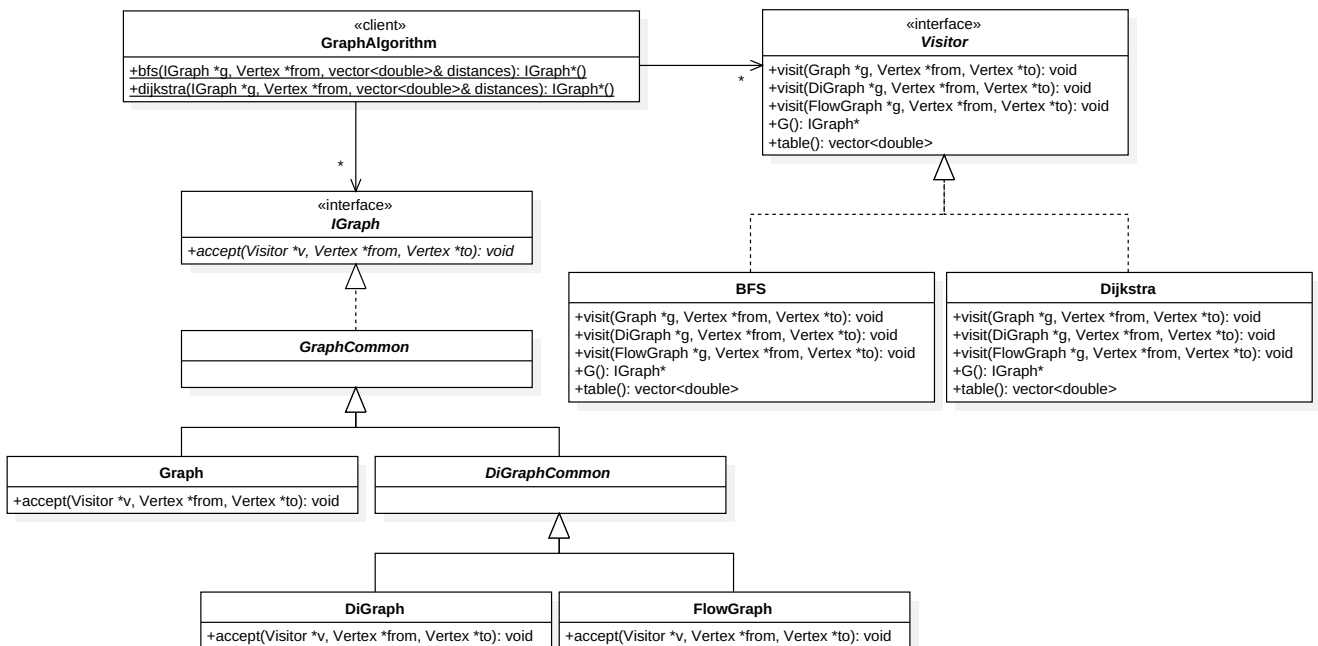 «client»
GraphAlgorithm
+bfs(IGraph *g, Vertex *from, vector<double>& distances): IGraph*()
+dijkstra(IGraph *g, Vertex *from, vector<double>& distances): IGraph*()
*
*
«interface»
Visitor
+visit(Graph *g, Vertex *from, Vertex *to): void
+visit(DiGraph *g, Vertex *from, Vertex *to): void
+visit(FlowGraph *g, Vertex *from, Vertex *to): void
+G(): IGraph*
+table(): vector<double>
«interface»
IGraph
+accept(Visitor *v, Vertex *from, Vertex *to): void
GraphCommon
BFS
+visit(Graph *g, Vertex *from, Vertex *to): void
+visit(DiGraph *g, Vertex *from, Vertex *to): void
+visit(FlowGraph *g, Vertex *from, Vertex *to): void
+G(): IGraph*
+table(): vector<double>
Dijkstra
+visit(Graph *g, Vertex *from, Vertex *to): void
+visit(DiGraph *g, Vertex *from, Vertex *to): void
+visit(FlowGraph *g, Vertex *from, Vertex *to): void
+G(): IGraph*
+table(): vector<double>
Graph
+accept(Visitor *v, Vertex *from, Vertex *to): void
DiGraphCommon
DiGraph
+accept(Visitor *v, Vertex *from, Vertex *to): void
FlowGraph
+accept(Visitor *v, Vertex *from, Vertex *to): void